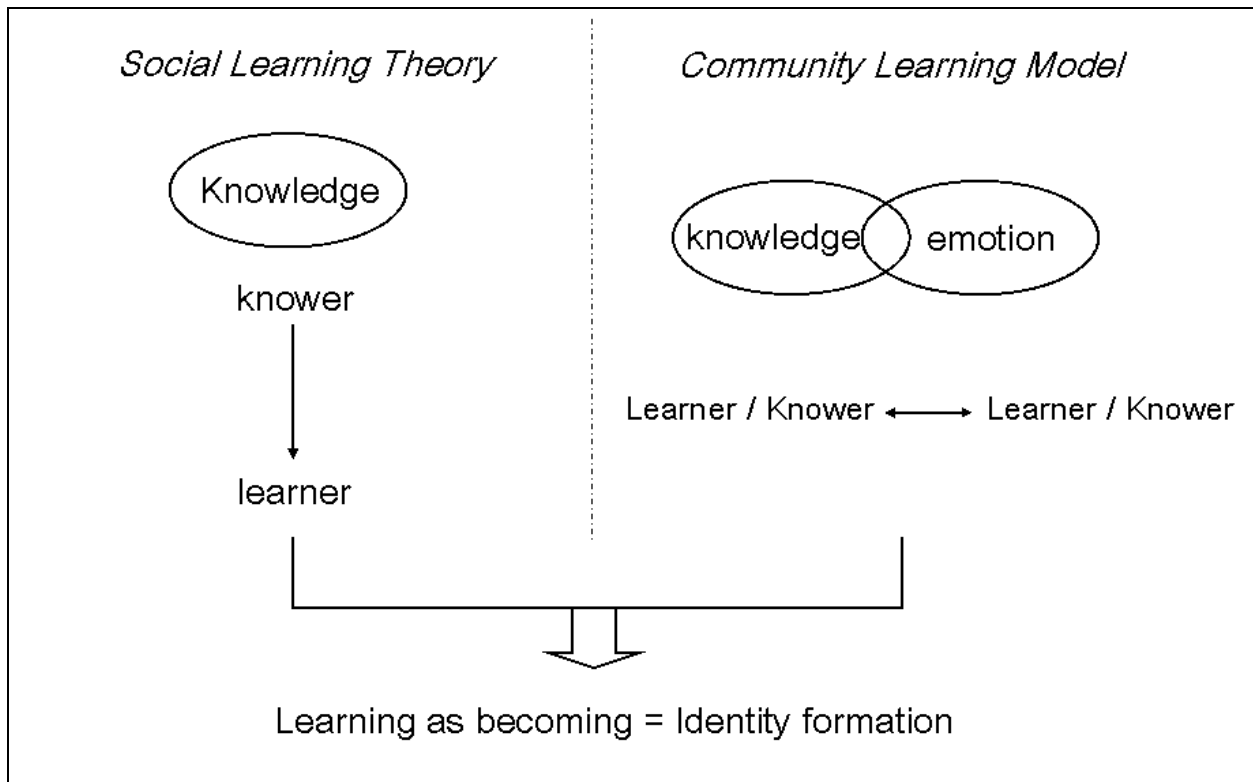 Social Learning Theory
Knowledge
knower
learner
Community Learning Model
knowledge
emotion
Learner / Knower
Learner / Knower
Learning as becoming = Identity formation